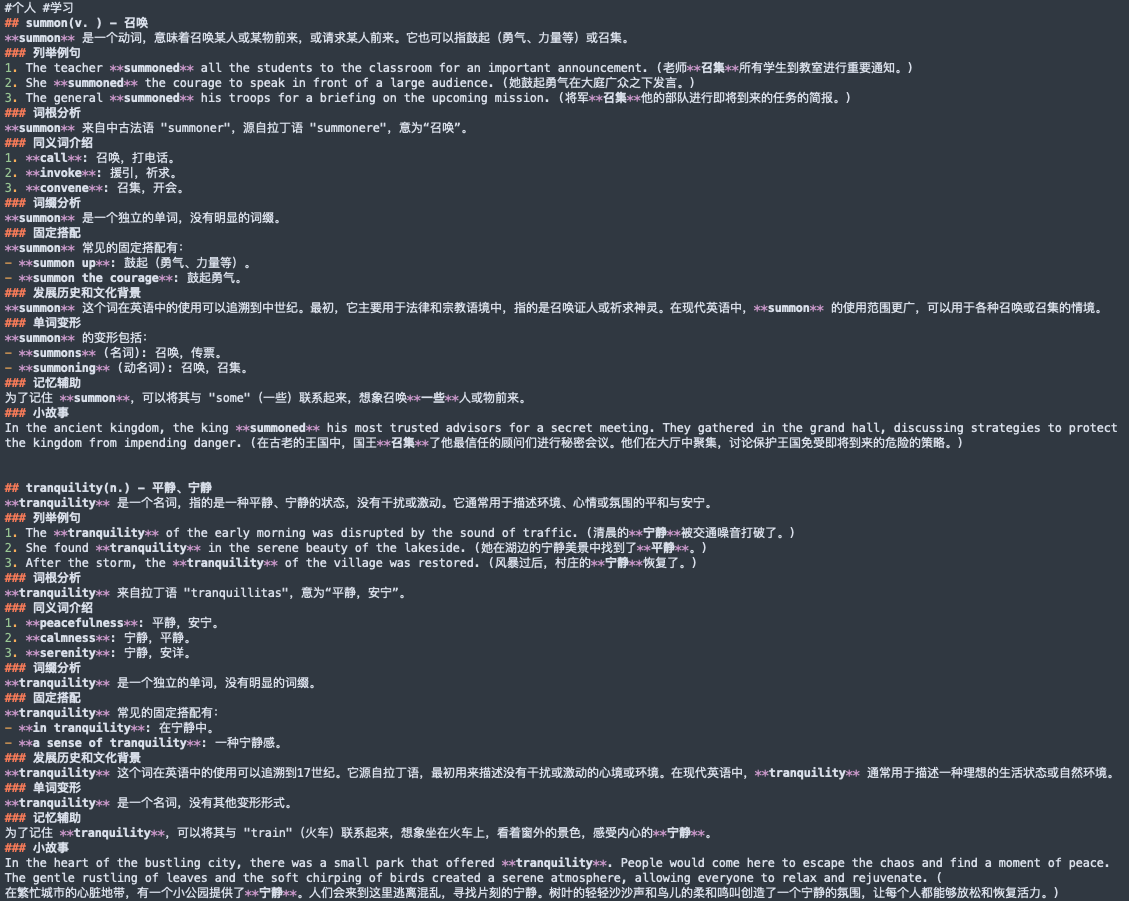 #个人 #学习
## summon(v. ) – 召唤
**summon** 是一个动词，意味着召唤某人或某物前来，或请求某人前来。它也可以指鼓起（勇气、力量等）或召集。
### 列举例句
1. The teacher **summoned** all the students to the classroom for an important announcement. (老师**召集**所有学生到教室进行重要通知。)
2. She **summoned** the courage to speak in front of a large audience. (她鼓起勇气在大庭广众之下发言。)
3. The general **summoned** his troops for a briefing on the upcoming mission. (将军**召集**他的部队进行即将到来的任务的简报。)
### 词根分析
**summon** 来自中古法语 "summoner"，源自拉丁语 "summonere"，意为“召唤”。
### 同义词介绍
1. **call**: 召唤，打电话。
2. **invoke**: 援引，祈求。
3. **convene**: 召集，开会。
### 词缀分析
**summon** 是一个独立的单词，没有明显的词缀。
### 固定搭配
**summon** 常见的固定搭配有：
– **summon up**: 鼓起（勇气、力量等）。
– **summon the courage**: 鼓起勇气。
### 发展历史和文化背景
**summon** 这个词在英语中的使用可以追溯到中世纪。最初，它主要用于法律和宗教语境中，指的是召唤证人或祈求神灵。在现代英语中，**summon** 的使用范围更广，可以用于各种召唤或召集的情境。
### 单词变形
**summon** 的变形包括：
– **summons** (名词): 召唤，传票。
– **summoning** (动名词): 召唤，召集。
### 记忆辅助
为了记住 **summon**，可以将其与 "some"（一些）联系起来，想象召唤**一些**人或物前来。
### 小故事
In the ancient kingdom, the king **summoned** his most trusted advisors for a secret meeting. They gathered in the grand hall, discussing strategies to protect
the kingdom from impending danger. (在古老的王国中，国王**召集**了他最信任的顾问们进行秘密会议。他们在大厅中聚集，讨论保护王国免受即将到来的危险的策略。)
## tranquility(n.) – 平静、宁静
**tranquility** 是一个名词，指的是一种平静、宁静的状态，没有干扰或激动。它通常用于描述环境、心情或氛围的平和与安宁。
### 列举例句
1. The **tranquility** of the early morning was disrupted by the sound of traffic. (清晨的**宁静**被交通噪音打破了。)
2. She found **tranquility** in the serene beauty of the lakeside. (她在湖边的宁静美景中找到了**平静**。)
3. After the storm, the **tranquility** of the village was restored. (风暴过后，村庄的**宁静**恢复了。)
### 词根分析
**tranquility** 来自拉丁语 "tranquillitas"，意为“平静，安宁”。
### 同义词介绍
1. **peacefulness**: 平静，安宁。
2. **calmness**: 宁静，平静。
3. **serenity**: 宁静，安详。
### 词缀分析
**tranquility** 是一个独立的单词，没有明显的词缀。
### 固定搭配
**tranquility** 常见的固定搭配有：
– **in tranquility**: 在宁静中。
– **a sense of tranquility**: 一种宁静感。
### 发展历史和文化背景
**tranquility** 这个词在英语中的使用可以追溯到17世纪。它源自拉丁语，最初用来描述没有干扰或激动的心境或环境。在现代英语中，**tranquility** 通常用于描述一种理想的生活状态或自然环境。
### 单词变形
**tranquility** 是一个名词，没有其他变形形式。
### 记忆辅助
为了记住 **tranquility**，可以将其与 "train"（火车）联系起来，想象坐在火车上，看着窗外的景色，感受内心的**宁静**。
### 小故事
In the heart of the bustling city, there was a small park that offered **tranquility**. People would come here to escape the chaos and find a moment of peace.
The gentle rustling of leaves and the soft chirping of birds created a serene atmosphere, allowing everyone to relax and rejuvenate. (
在繁忙城市的心脏地带，有一个小公园提供了**宁静**。人们会来到这里逃离混乱，寻找片刻的宁静。树叶的轻轻沙沙声和鸟儿的柔和鸣叫创造了一个宁静的氛围，让每个人都能够放松和恢复活力。)